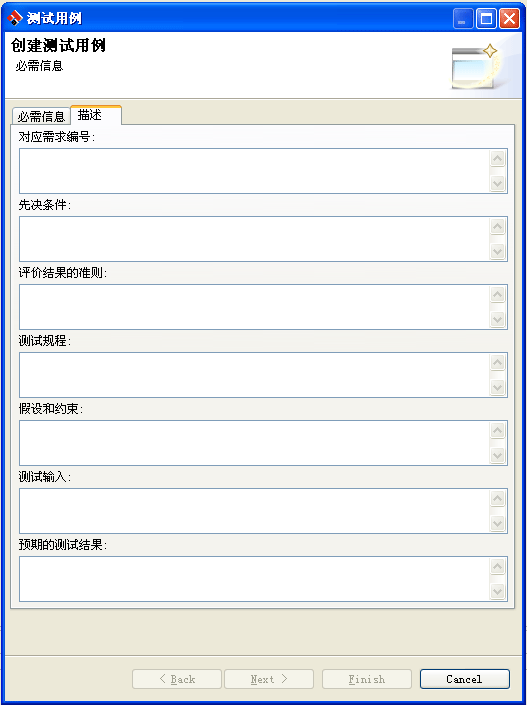 测试用例
创建测试用例
必需信息
必需信息 描述
对应需求编号:
先决条件:
评价结果的准则:
测试规程:
假设和约束:
测试输入:
预期的测试结果:
< Back Next > Finish Cancel